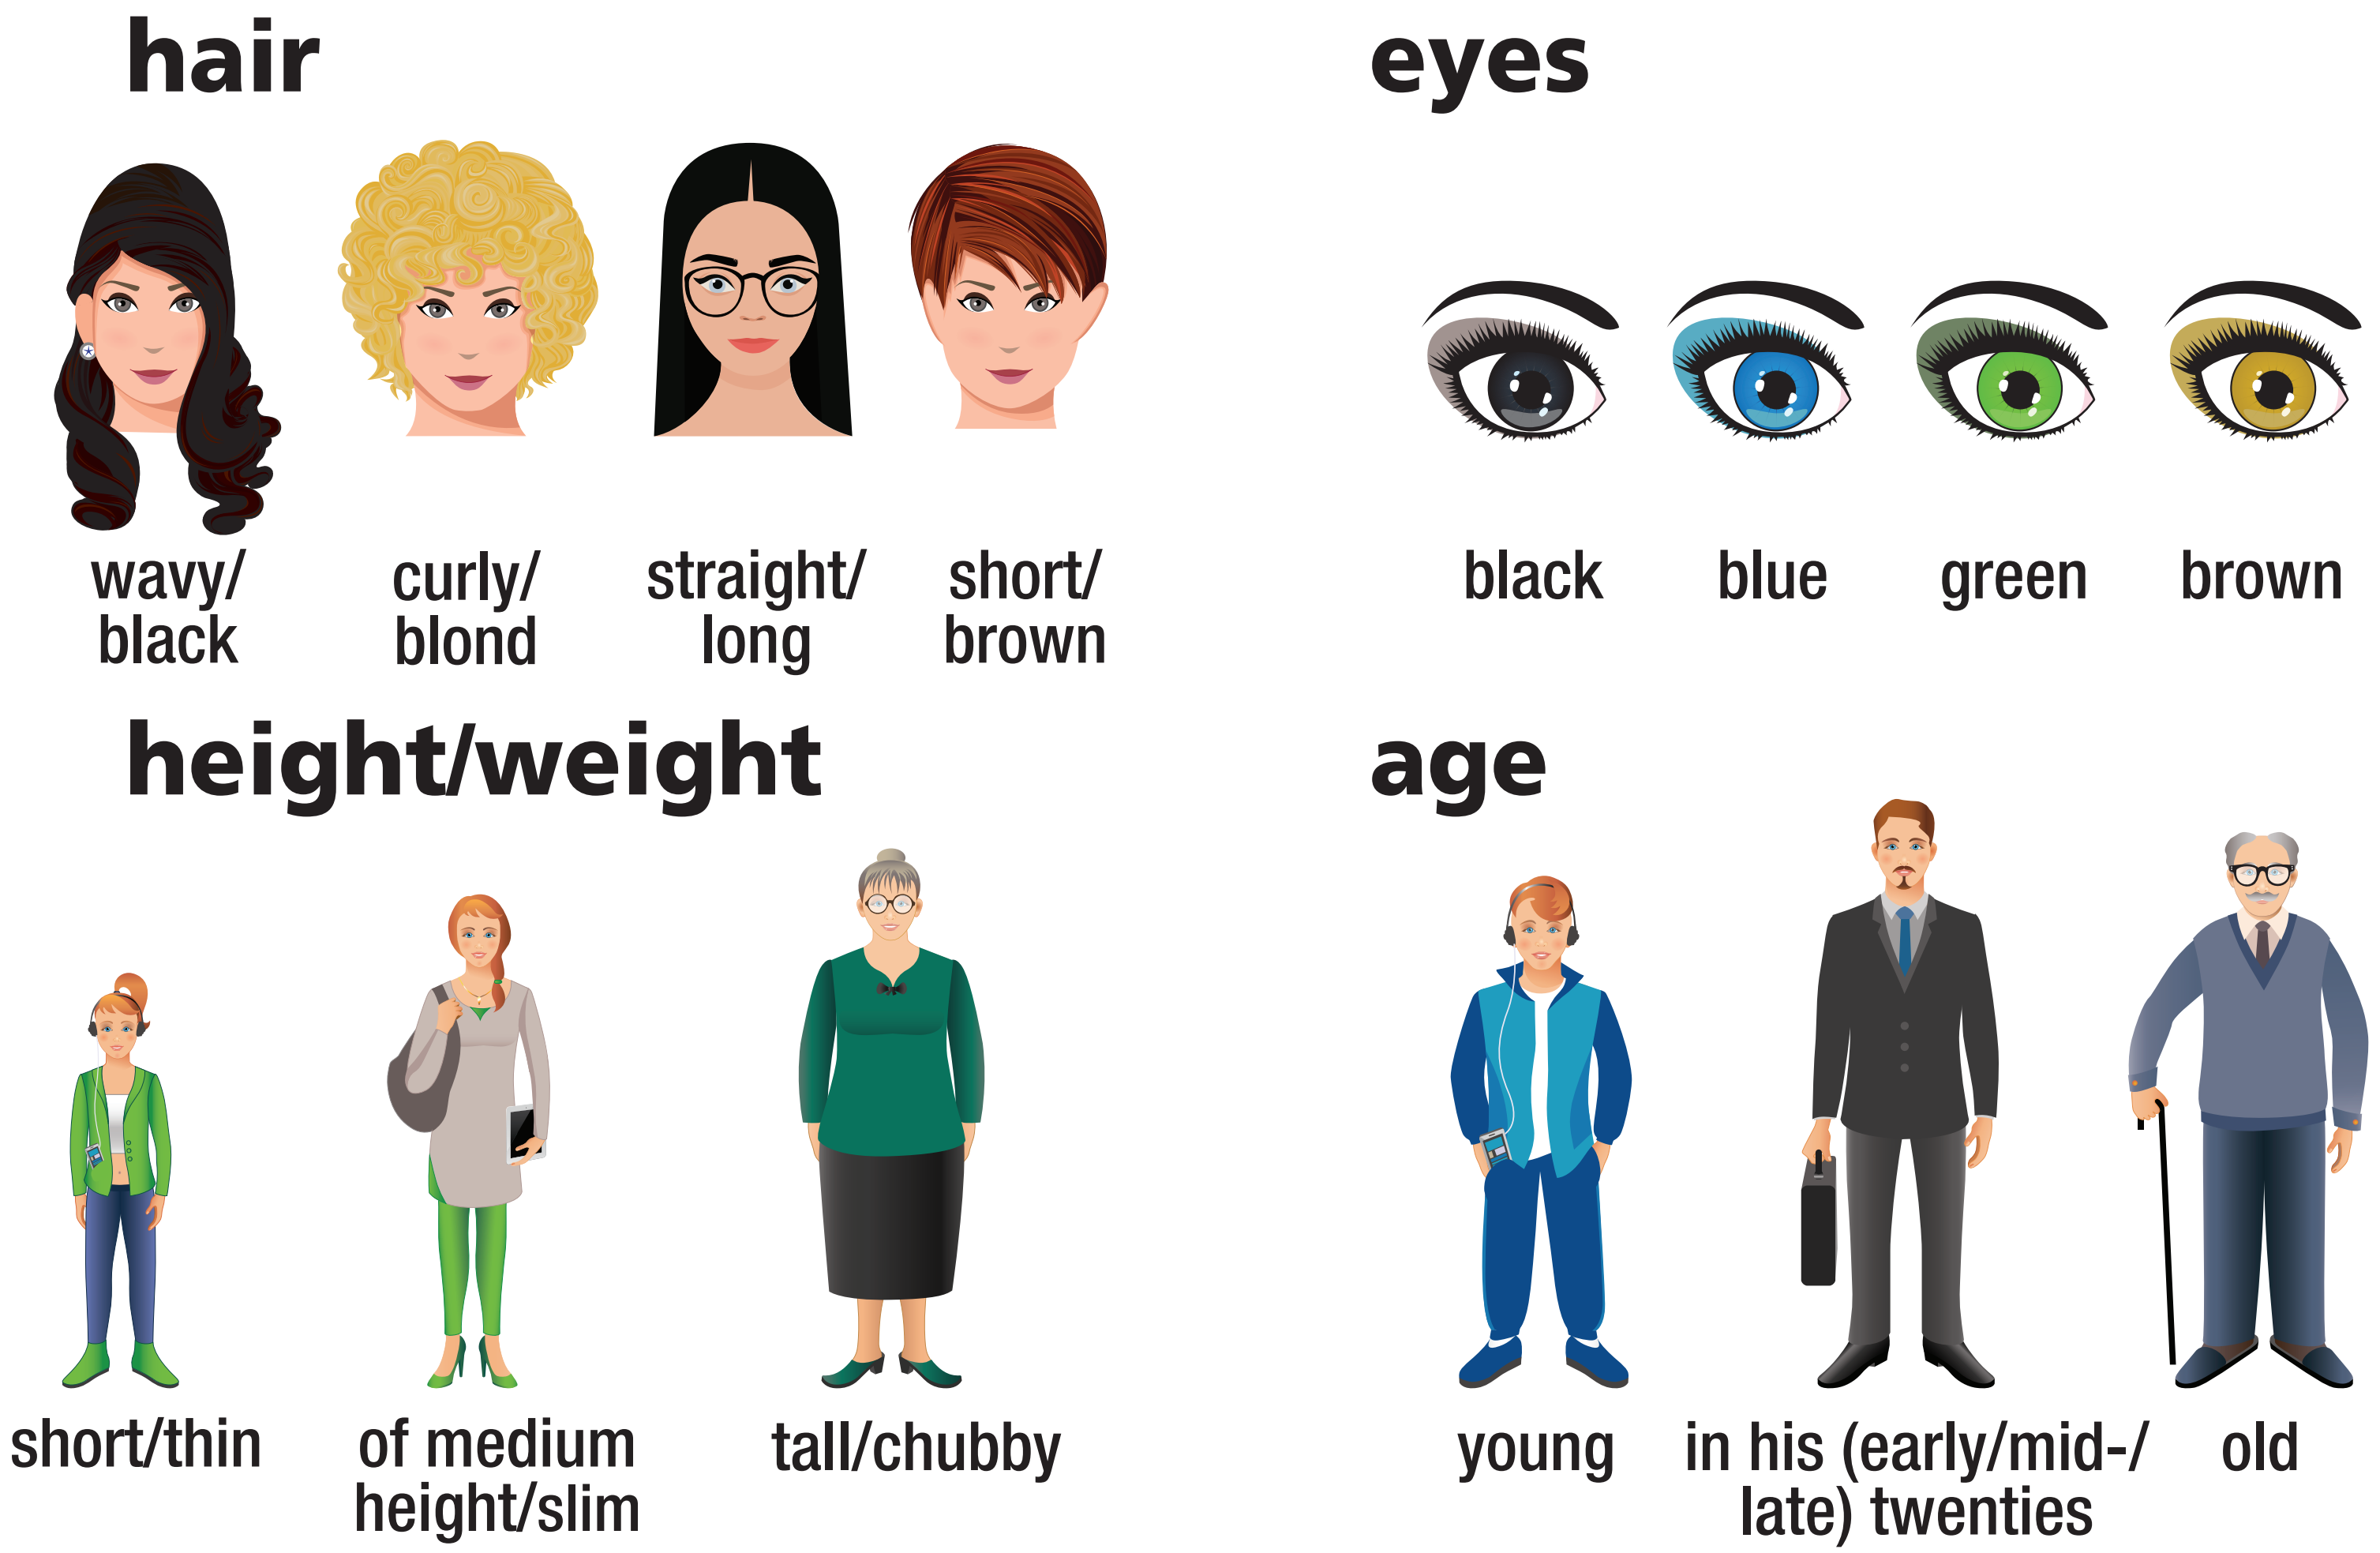 hair
wavy/
black
curly/
blond
straight/
long
short/
brown
eyes
black
blue
green
brown
height/weight
short/thin
of medium
height/slim
tall/chubby
age
young
in his (early/mid-/
late) twenties
old